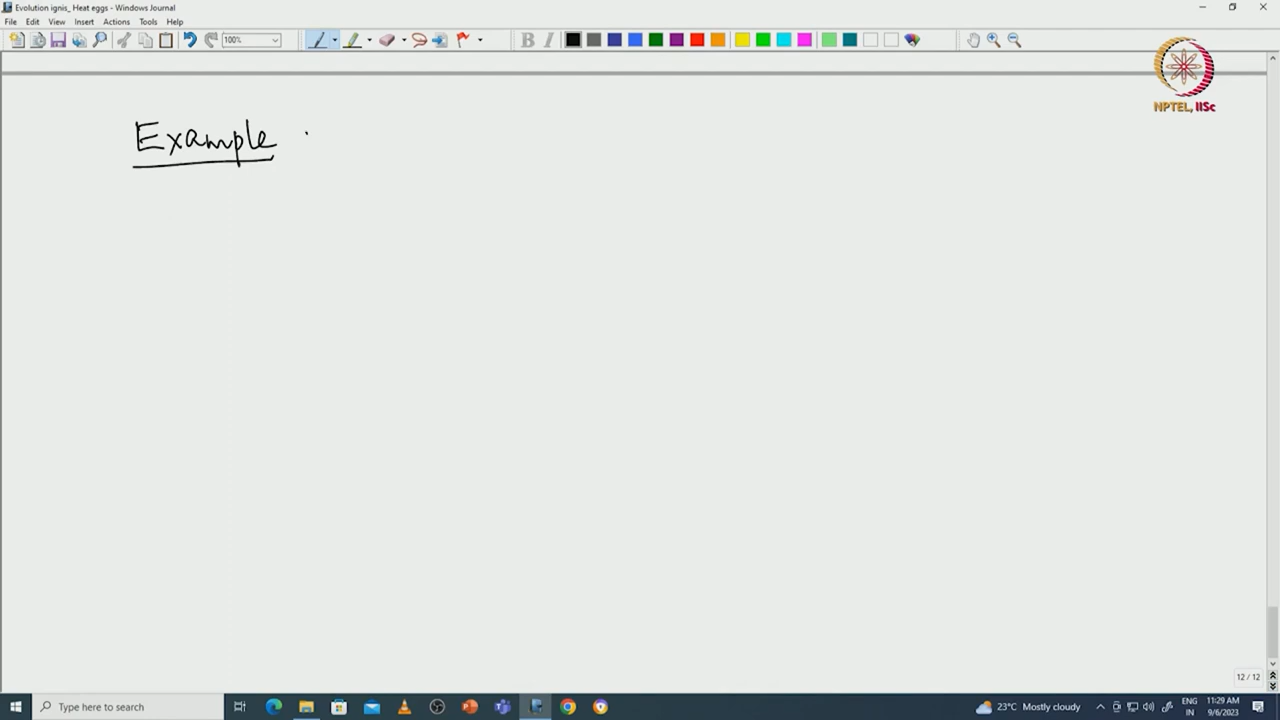 Evolution ignis_ Heat eggs - Windows Journal
File Edit View Insert Actions Tools Help
100%
B I
NPTEL, IISc
Example
12 / 12
Type here to search
23°C Mostly cloudy
ENG
IN
11:29 AM
9/6/2023